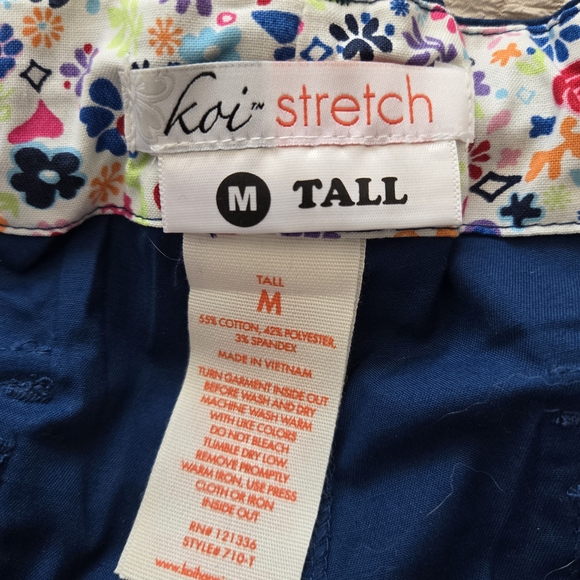 koi™ stretch
M TALL
TALL
M
55% COTTON, 42% POLYESTER,
3% SPANDEX
MADE IN VIETNAM
TURN GARMENT INSIDE OUT
BEFORE WASH AND DRY
MACHINE WASH WARM
WITH LIKE COLORS
DO NOT BLEACH
TUMBLE DRY LOW.
REMOVE PROMPTLY
WARM IRON, USE PRESS
CLOTH OR IRON
INSIDE OUT
RN# 121336
STYLE# 710-T